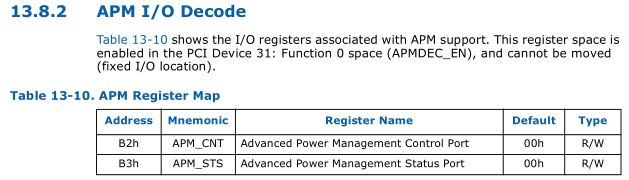 13.8.2 APM I/O Decode
Table 13-10 shows the I/O registers associated with APM support. This register space is
enabled in the PCI Device 31: Function 0 space (APMDEC_EN), and cannot be moved
(fixed I/O location).
Table 13-10. APM Register Map
Address Mnemonic Register Name Default Type
B2h APM_CNT Advanced Power Management Control Port 00h R/W
B3h APM_STS Advanced Power Management Status Port 00h R/W